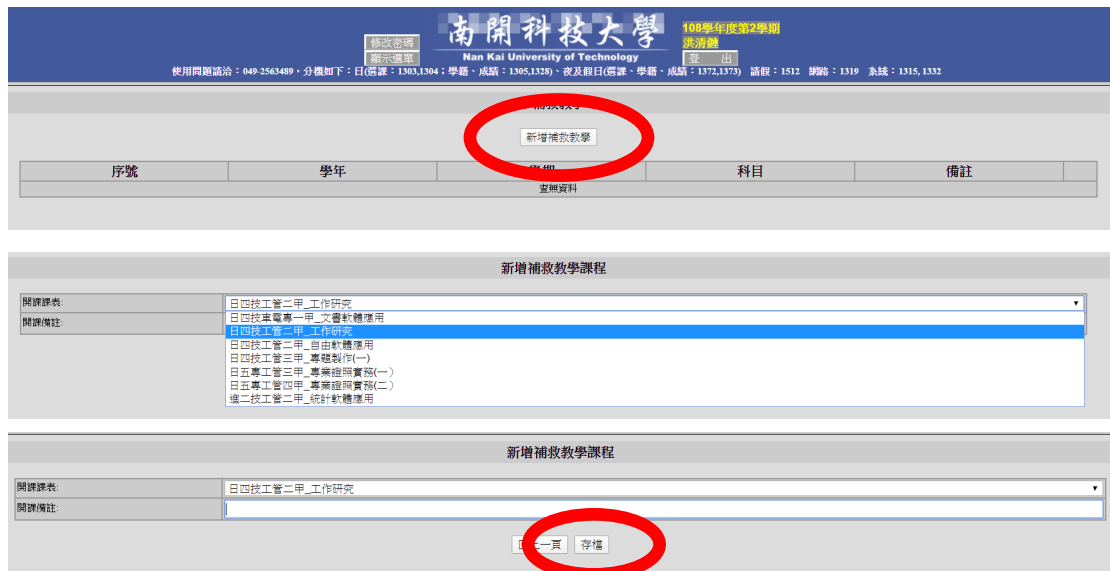 南開科技大學
Nan Kai University of Technology
108學年度第2學期
洪清鍾
修改密碼
顯示選單
登 出
使用問題請洽：049-2563489，分機如下：日(選課：1303,1304；學籍、成績：1305,1328)、夜及假日(選課、學籍、成績：1372,1373) 請假：1512 網路：1319 系統：1315, 1332
新增補救教學
序號 學年 學期 科目 備註
查無資料
新增補救教學課程
開課課表:
日四技工管二甲_工作研究
開課備註:
日四技車電專一甲_文書軟體應用
日四技工管二甲_工作研究
日四技工管二甲_自由軟體應用
日四技工管三甲_專題製作(一)
日五專工管三甲_專業證照實務(一)
日五專工管四甲_專業證照實務(二)
進二技工管二甲_統計軟體應用
新增補救教學課程
開課課表:
日四技工管二甲_工作研究
開課備註:
回上一頁 存檔